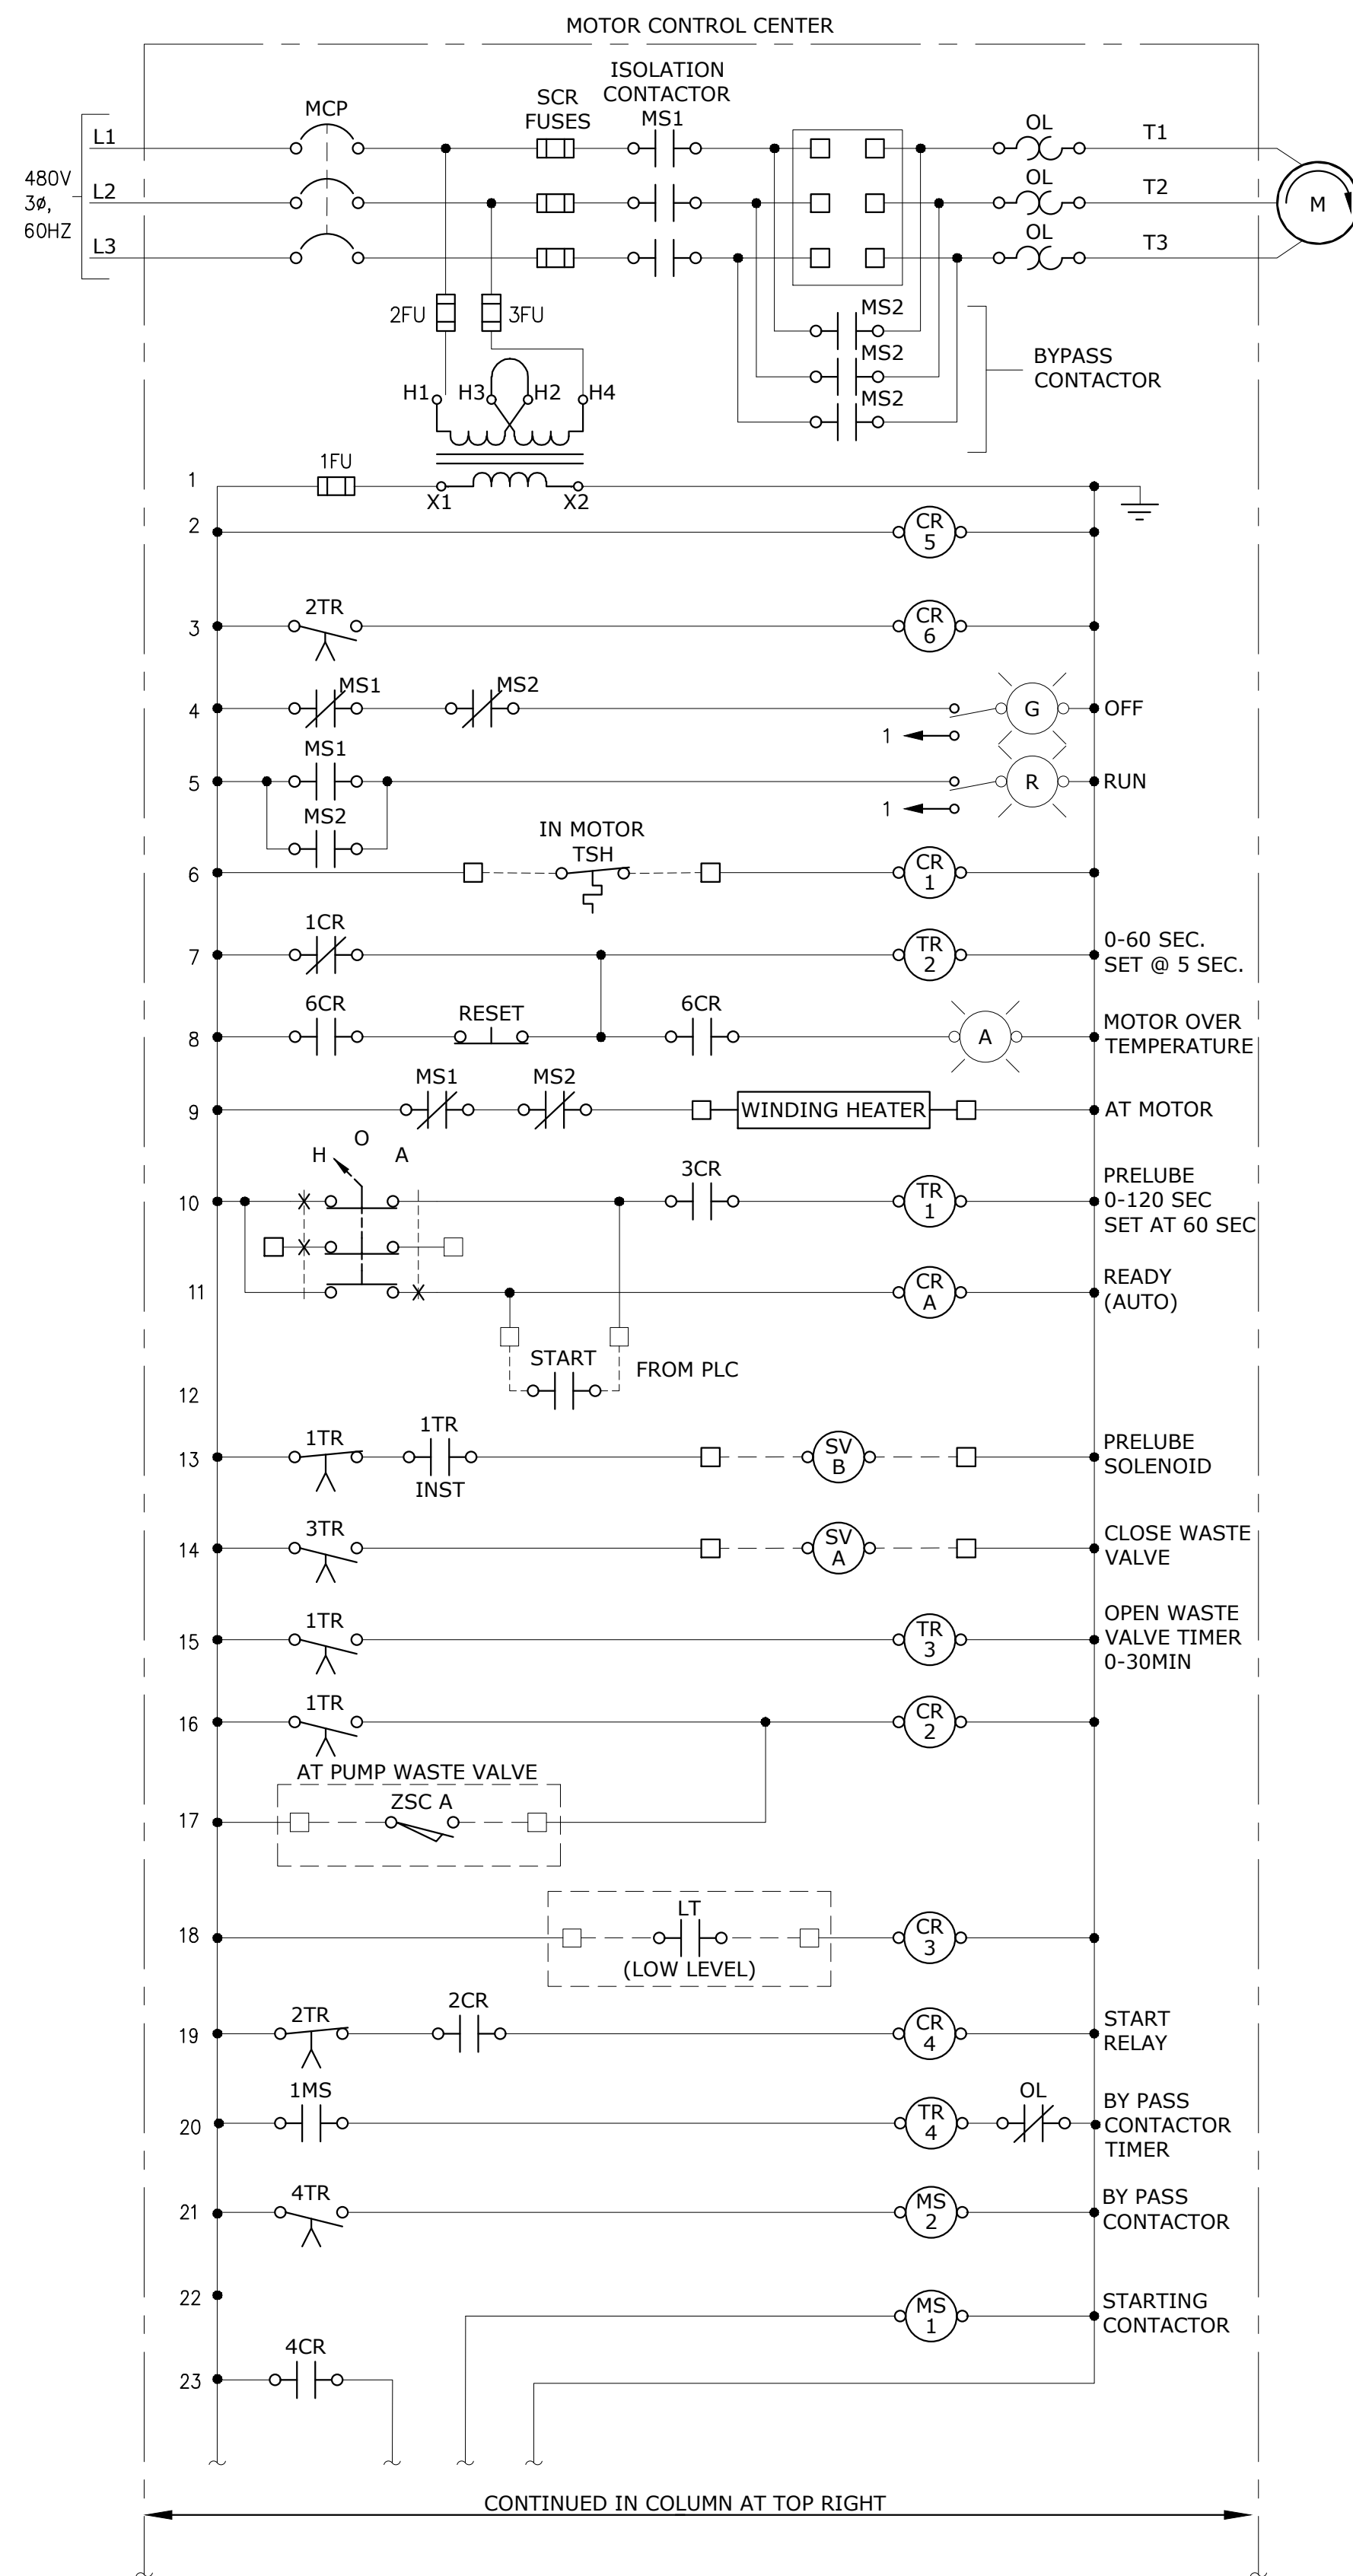 MOTOR CONTROL CENTER
ISOLATION
CONTACTOR
MS1
SCR
FUSES
MCP
OL
T1
L1
480V
3ø,
60HZ
L2
OL
T2
M
L3
OL
T3
2FU
3FU
MS2
MS2
MS2
BYPASS
CONTACTOR
H1
H3
H2
H4
1
1FU
X1
X2
2
CR
5
3
2TR
CR
6
4
MS1
MS2
1
G
OFF
5
MS1
MS2
1
R
RUN
6
IN MOTOR
TSH
CR
1
7
1CR
TR
2
0-60 SEC.
SET @ 5 SEC.
8
6CR
RESET
6CR
A
MOTOR OVER
TEMPERATURE
9
MS1
MS2
WINDING HEATER
AT MOTOR
H
O
A
10
X
3CR
TR
1
PRELUBE
0-120 SEC
SET AT 60 SEC
X
11
X
CR
A
READY
(AUTO)
12
START
FROM PLC
13
1TR
1TR
INST
SV
B
PRELUBE
SOLENOID
14
3TR
SV
A
CLOSE WASTE
VALVE
15
1TR
TR
3
OPEN WASTE
VALVE TIMER
0-30MIN
16
1TR
CR
2
AT PUMP WASTE VALVE
17
ZSC A
18
LT
(LOW LEVEL)
CR
3
19
2TR
2CR
CR
4
START
RELAY
20
1MS
TR
4
OL
BY PASS
CONTACTOR
TIMER
21
4TR
MS
2
BY PASS
CONTACTOR
22
MS
1
STARTING
CONTACTOR
23
4CR
CONTINUED IN COLUMN AT TOP RIGHT